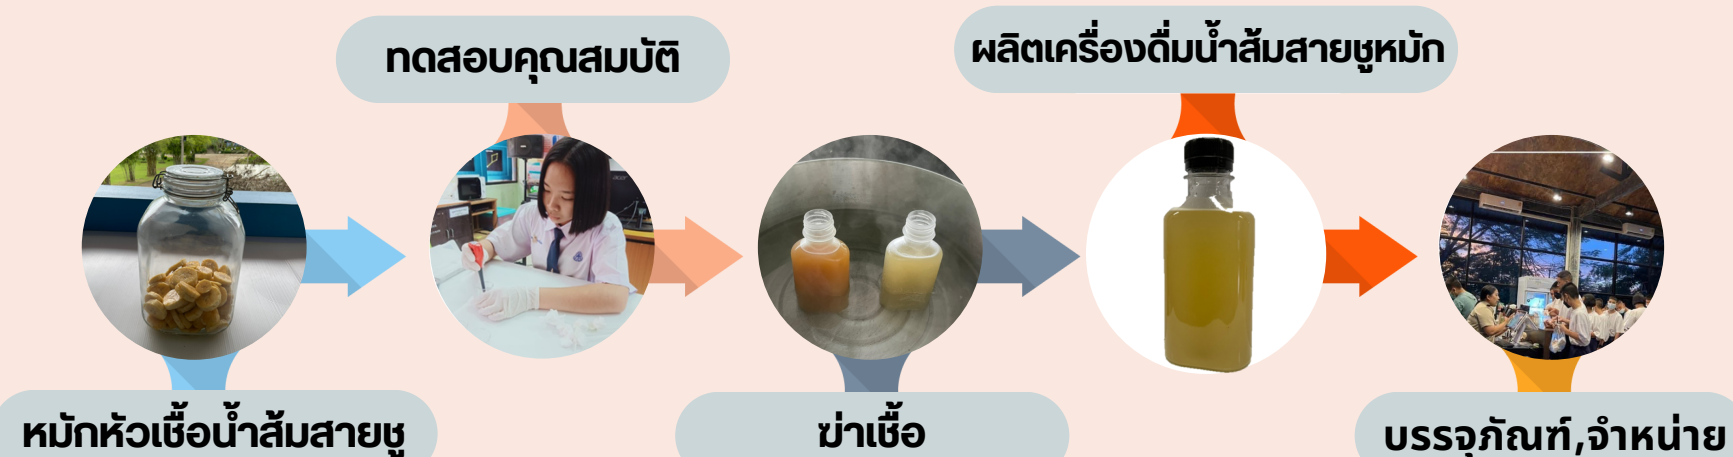 ทดสอบคุณสมบัติ
ผลิตเครื่องดื่มน้ำส้มสายชูหมัก
หมักหัวเชื้อน้ำส้มสายชู
ฆ่าเชื้อ
บรรจุภัณฑ์,จำหน่าย